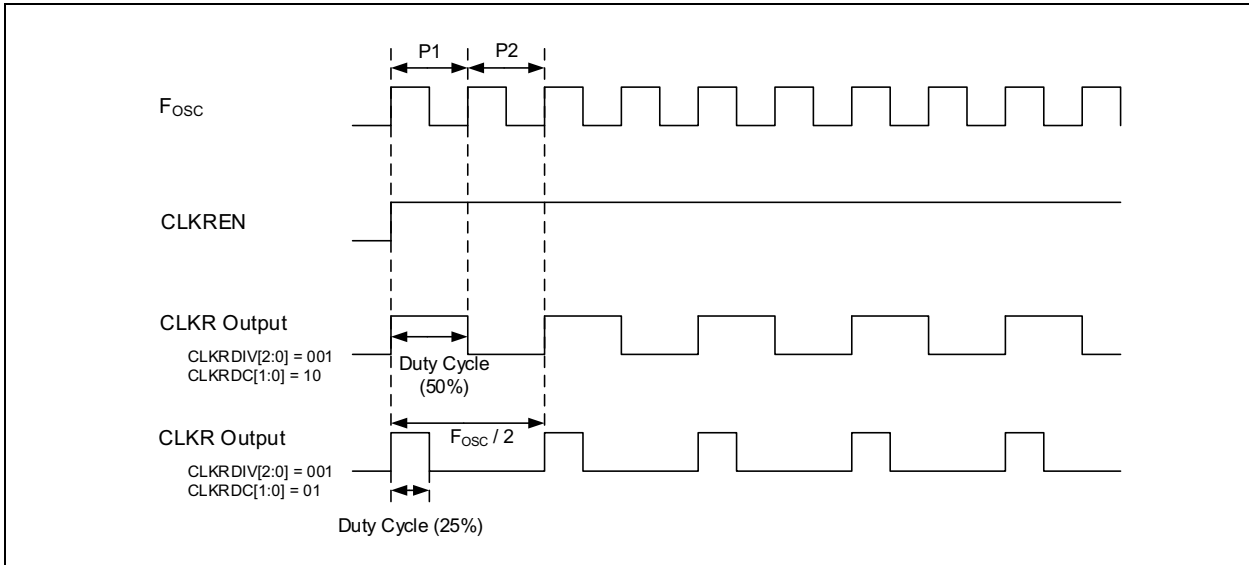 P1
P2
FOSC
CLKREN
CLKR Output
CLKRDIV[2:0] = 001
CLKRDC[1:0] = 10
Duty Cycle
(50%)
FOSC / 2
CLKR Output
CLKRDIV[2:0] = 001
CLKRDC[1:0] = 01
Duty Cycle (25%)